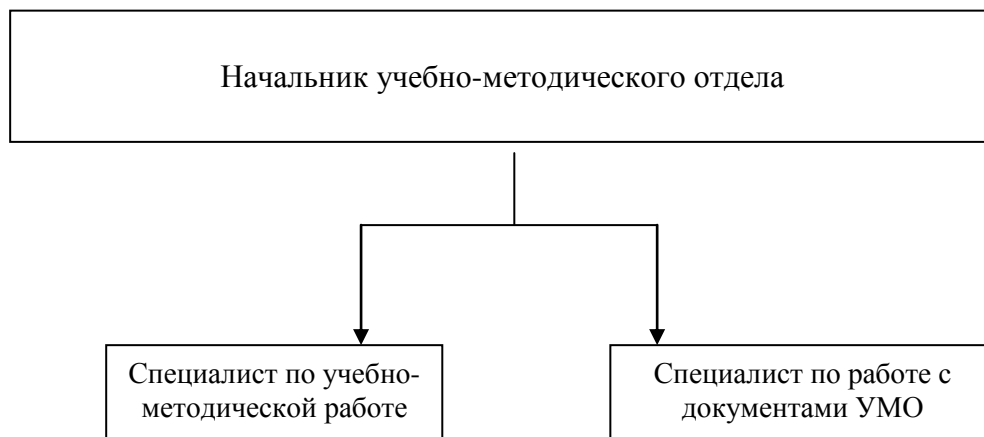 Начальник учебно-методического отдела
Специалист по учебно-
методической работе
Специалист по работе с
документами УМО